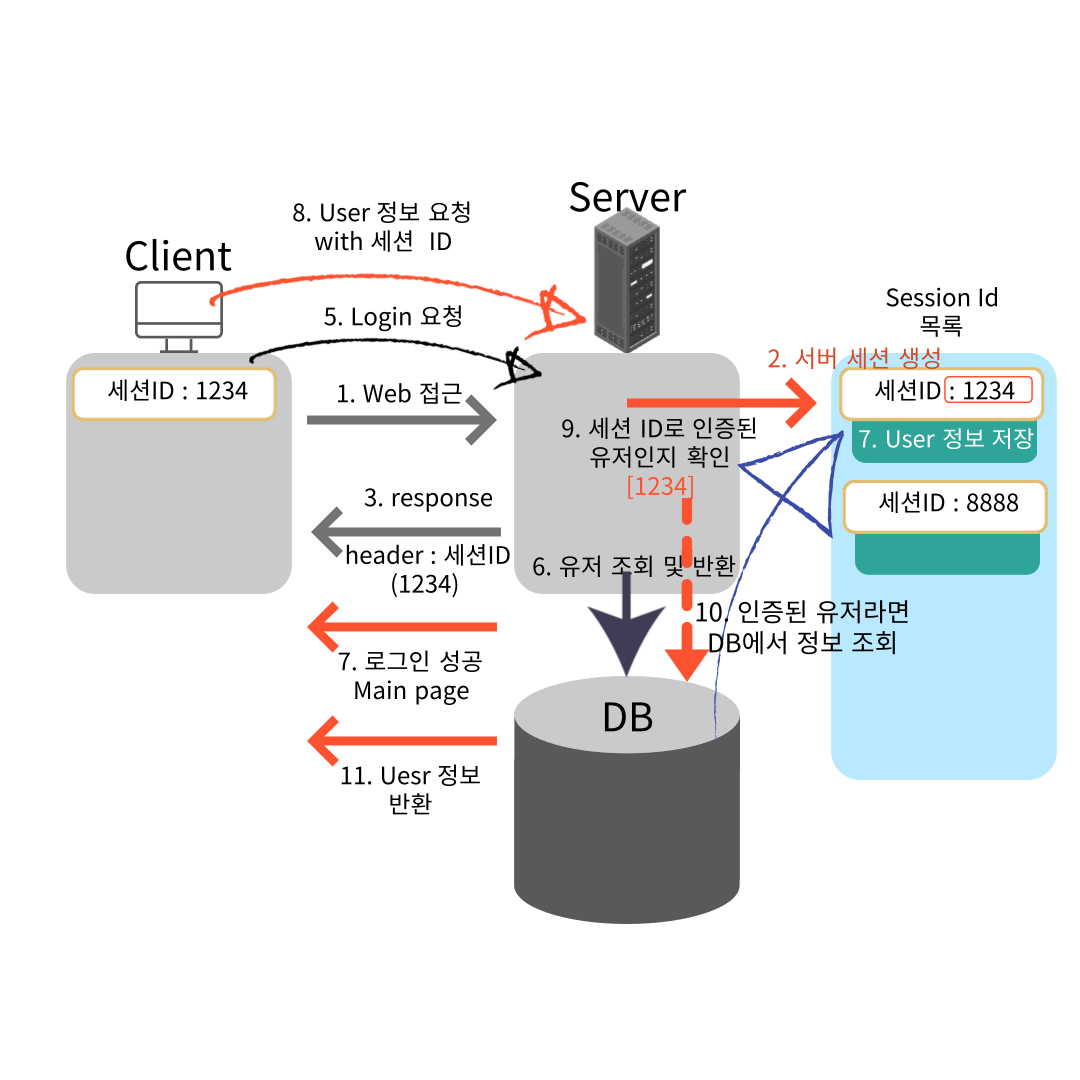 Server
8. User 정보 요청
with 세션 ID
Client
Session Id
목록
5. Login 요청
2. 서버 세션 생성
세션ID : 1234
1. Web 접근
세션ID : 1234
9. 세션 ID로 인증된
유저인지 확인
[1234]
7. User 정보 저장
3. response
세션ID : 8888
header : 세션ID
(1234)
6. 유저 조회 및 반환
10. 인증된 유저라면
DB에서 정보 조회
7. 로그인 성공
Main page
DB
11. Uesr 정보
반환